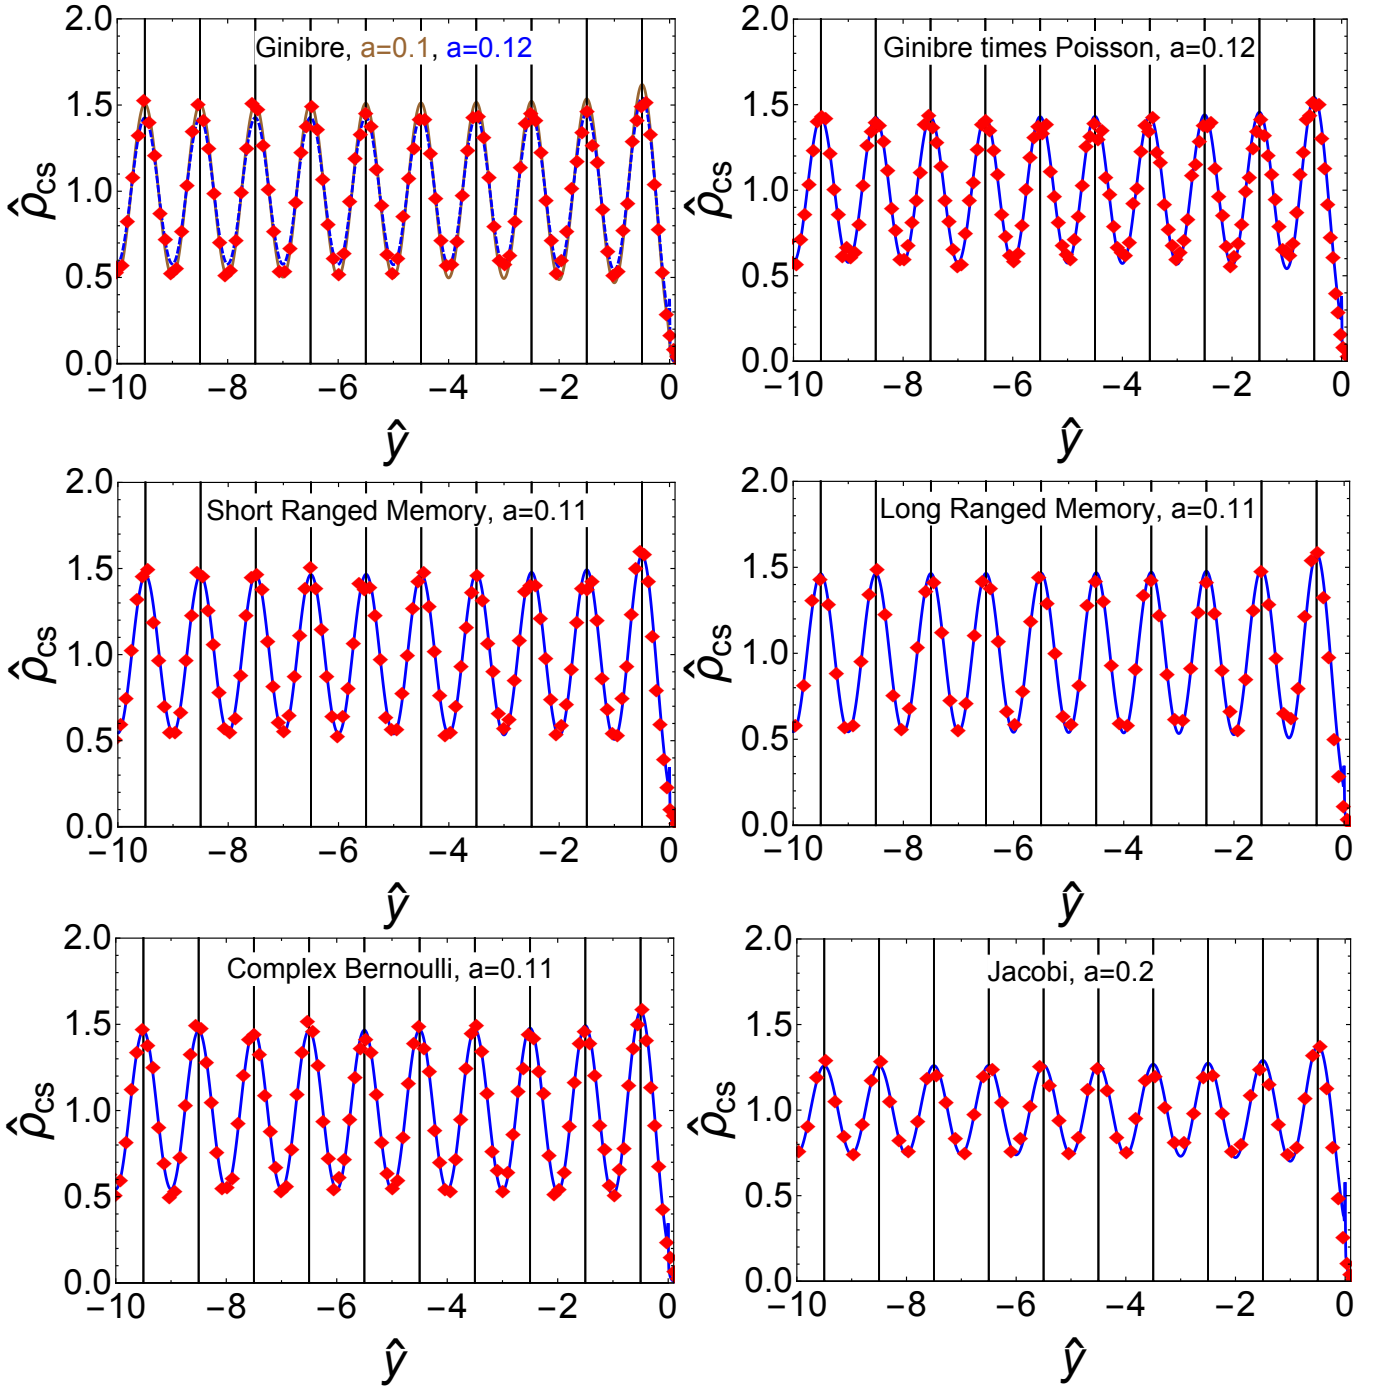 Ginibre, a=0.1, a=0.12
2.0
1.5
1.0
0.5
0.0
ρ̂CS
−10 −8 −6 −4 −2 0
ŷ
Ginibre times Poisson, a=0.12
2.0
1.5
1.0
0.5
0.0
ρ̂CS
−10 −8 −6 −4 −2 0
ŷ
Short Ranged Memory, a=0.11
2.0
1.5
1.0
0.5
0.0
ρ̂CS
−10 −8 −6 −4 −2 0
ŷ
Long Ranged Memory, a=0.11
2.0
1.5
1.0
0.5
0.0
ρ̂CS
−10 −8 −6 −4 −2 0
ŷ
Complex Bernoulli, a=0.11
2.0
1.5
1.0
0.5
0.0
ρ̂CS
−10 −8 −6 −4 −2 0
ŷ
Jacobi, a=0.2
2.0
1.5
1.0
0.5
0.0
ρ̂CS
−10 −8 −6 −4 −2 0
ŷ